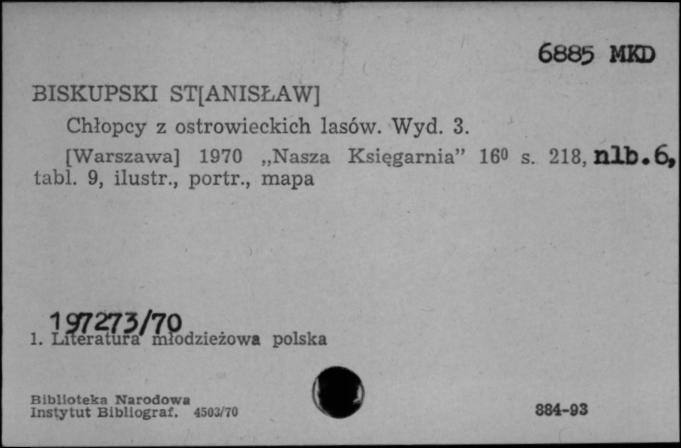 6885 MKD
BISKUPSKI ST[ANISŁAW]
Chłopcy z ostrowieckich lasów. Wyd. 3.
[Warszawa] 1970 „Nasza Księgarnia” 16⁰ s. 218, nlb.6,
tabl. 9, ilustr., portr., mapa
197273/70
1. Literatura młodzieżowa polska
Biblioteka Narodowa
Instytut Bibliograf. 4503/70
884-93